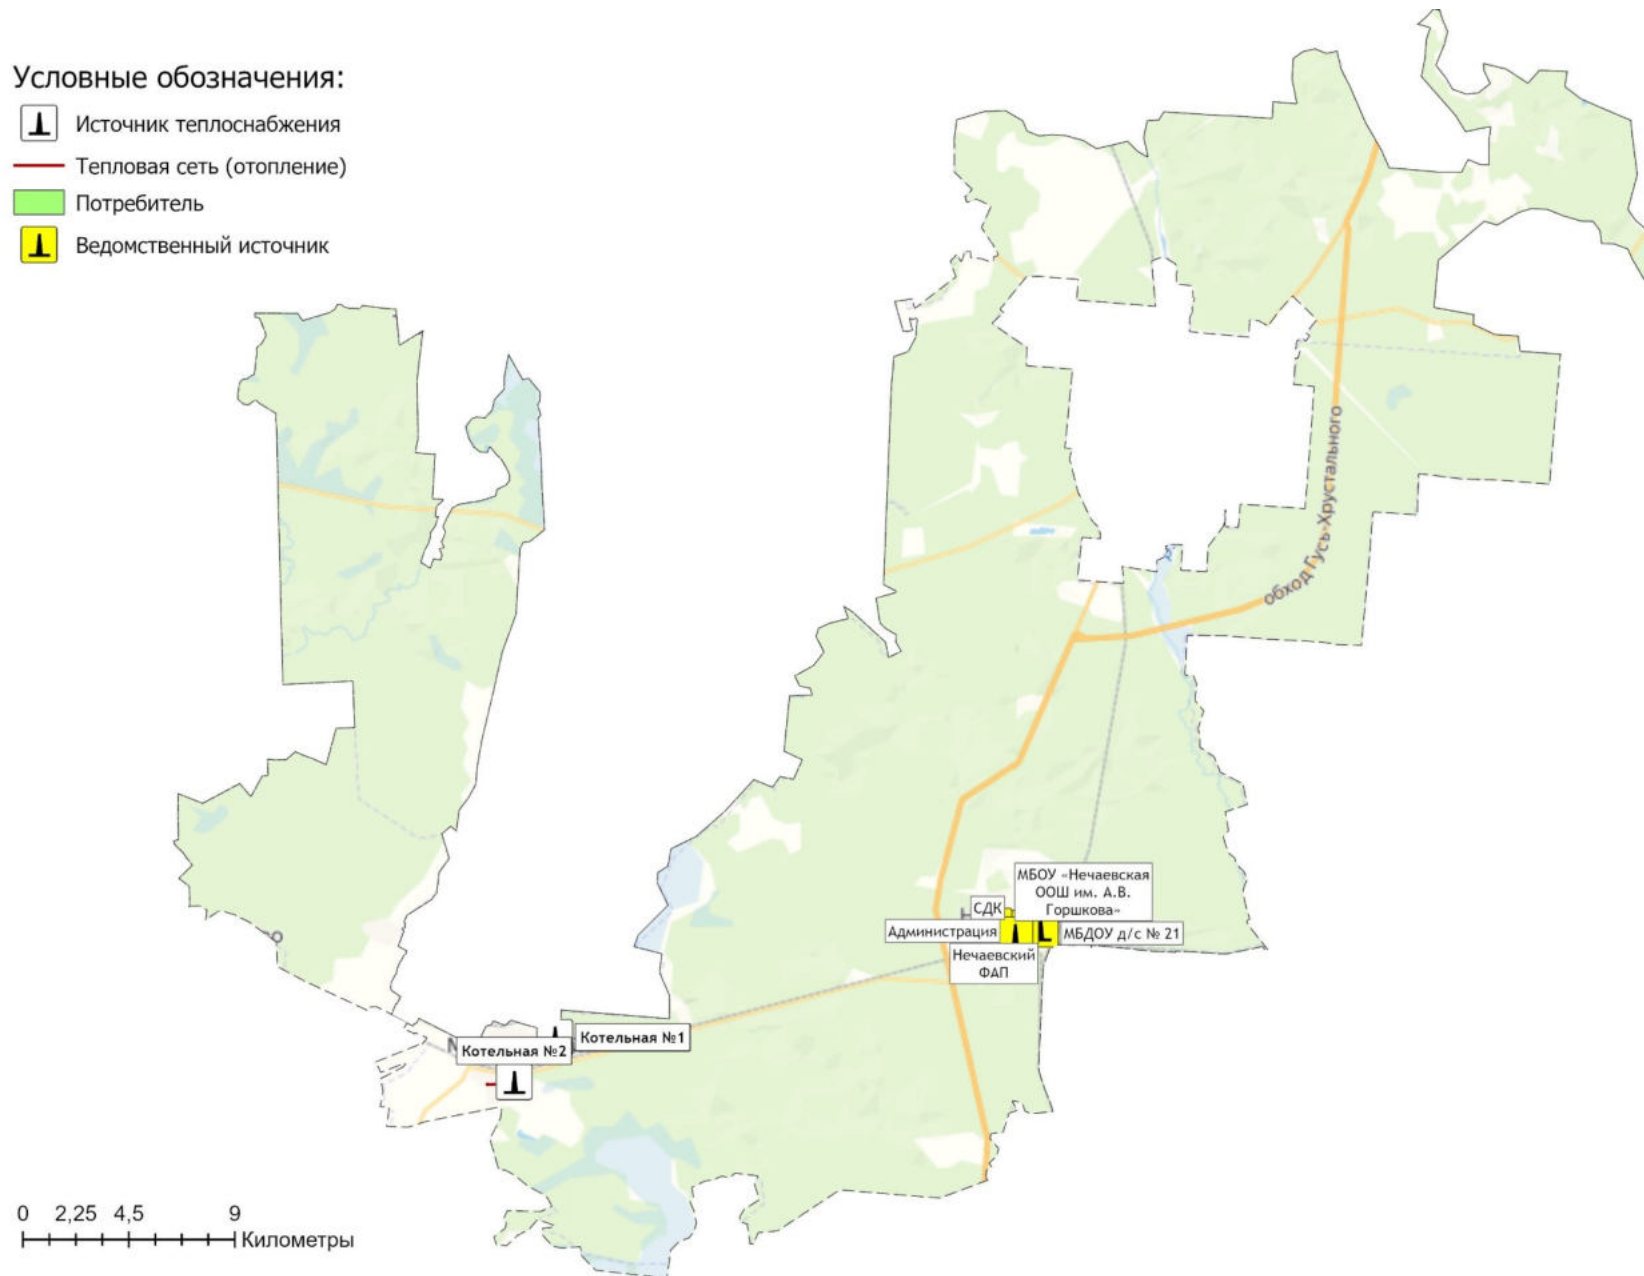 Условные обозначения:
Источник теплоснабжения
Тепловая сеть (отопление)
Потребитель
Ведомственный источник
обход Гусь-Хрустального
МБОУ «Нечаевская
ООШ им. А.В.
Горшкова»
СДК
Администрация
МБДОУ д/с № 21
Нечаевский
ФАП
Котельная №1
Котельная №2
0 2,25 4,5 9
Километры